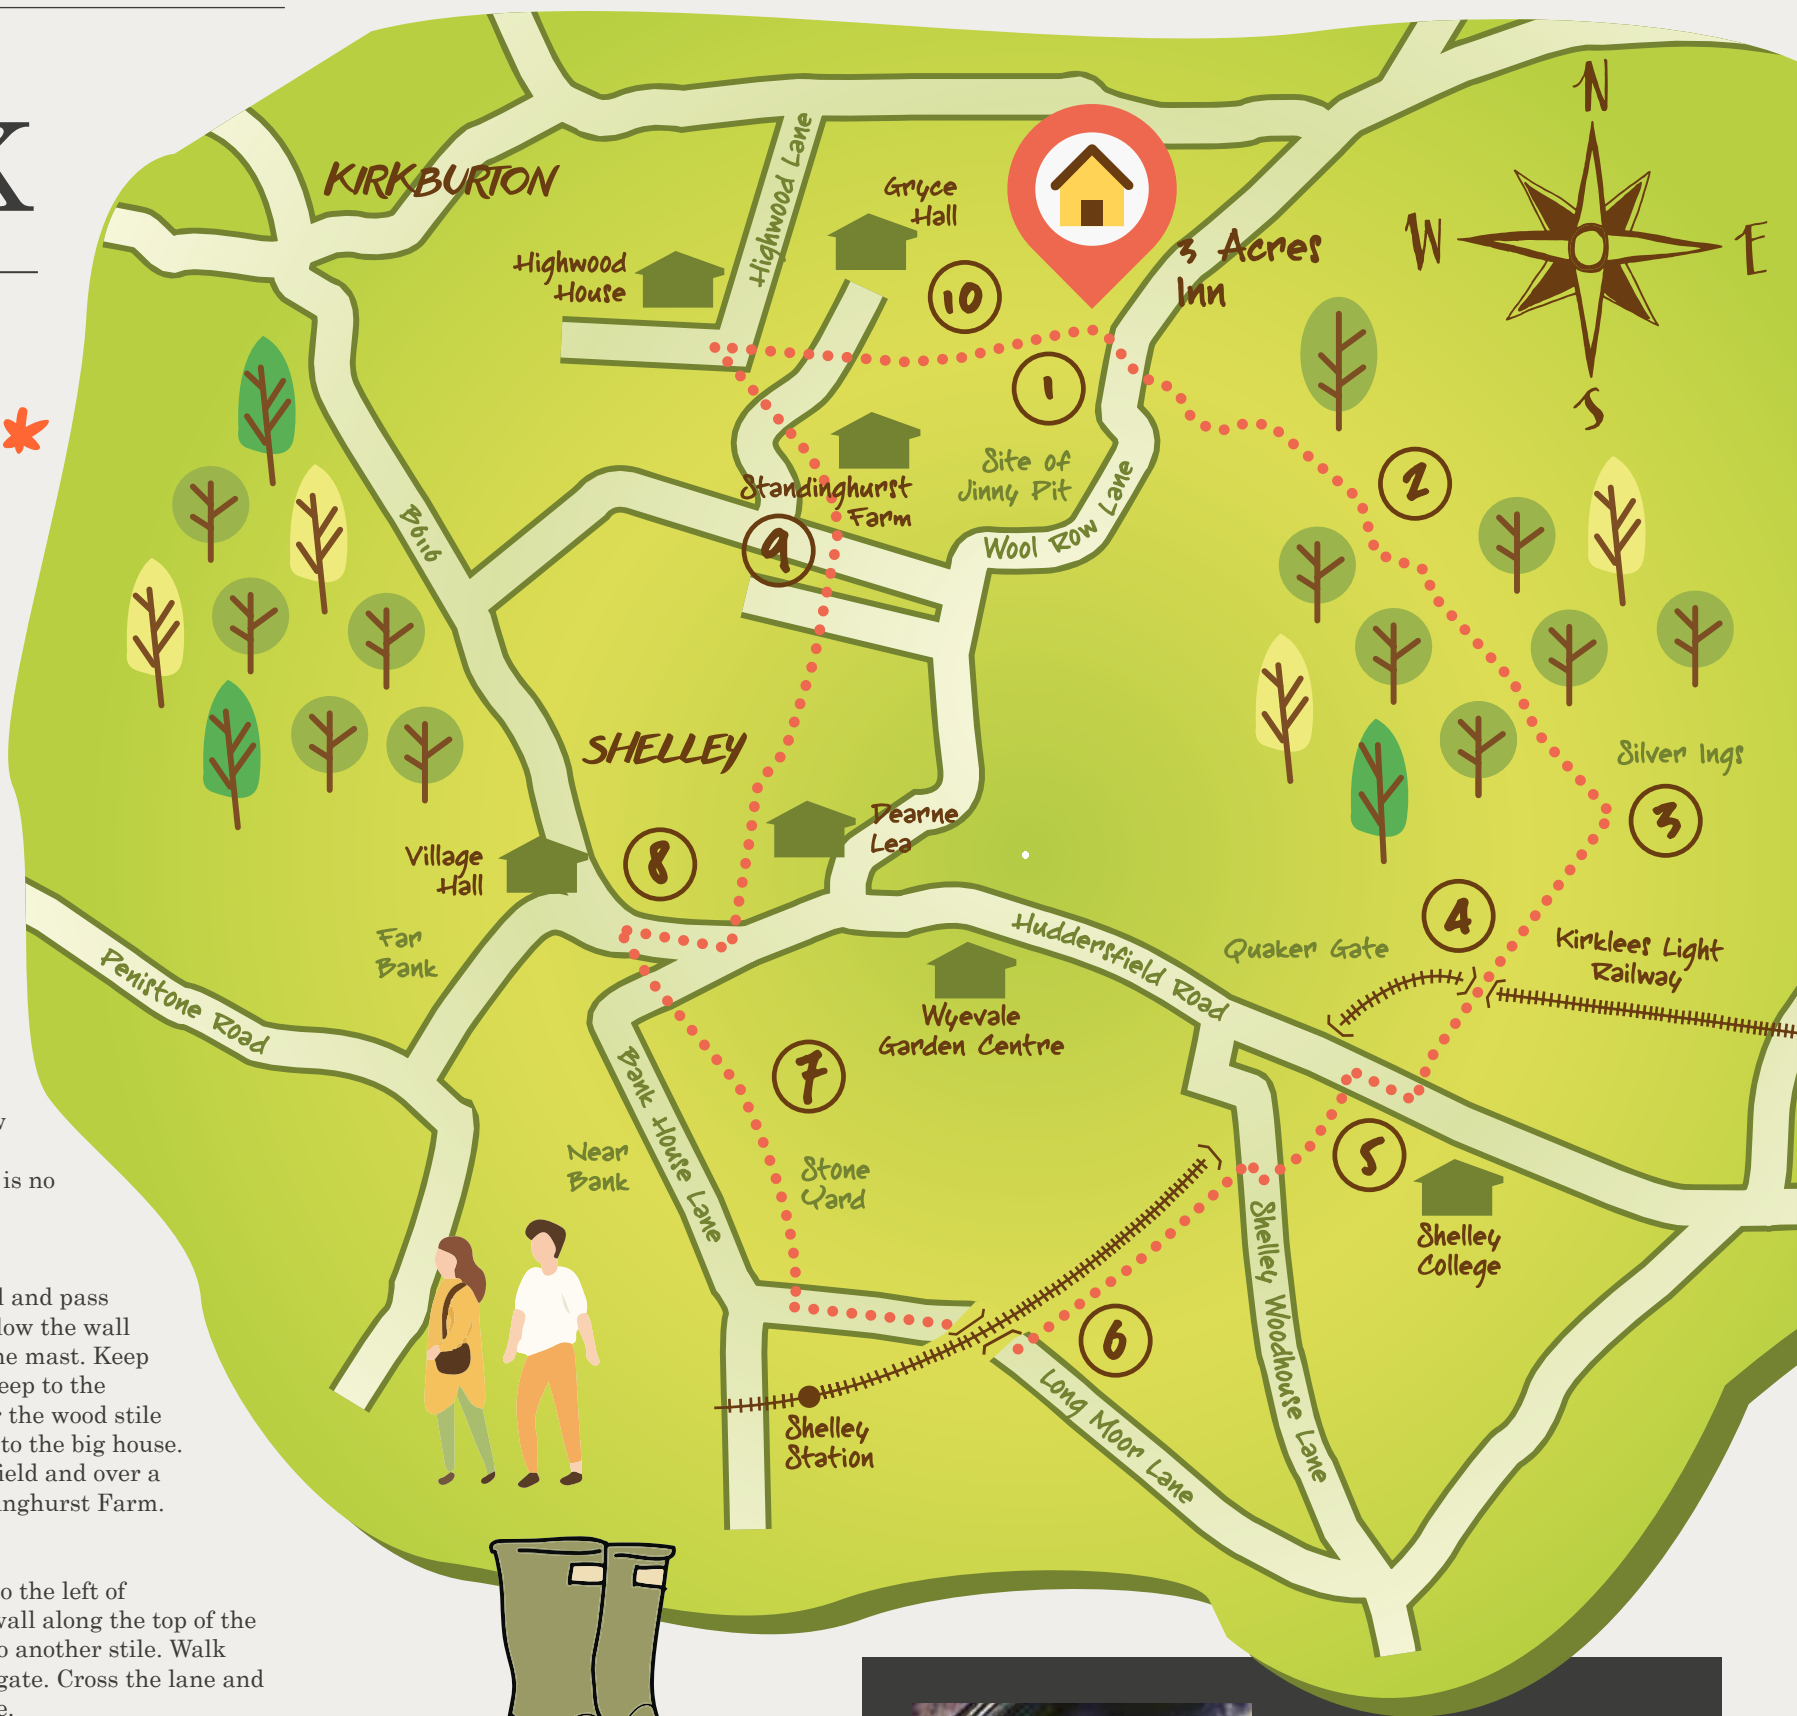 K
KIRKBURTON
Highwood Lane
Gryce
Hall
Highwood
House
3 Acres
Inn
N
W
E
S
10
1
2
Site of
Jinny Pit
Standinghurst
Farm
Wool Row Lane
B6116
9
SHELLEY
Silver Ings
3
Dearne
Lea
Village
Hall
8
4
Far
Bank
Huddersfield Road
Quaker Gate
Kirklees Light
Railway
Penistone Road
Wyevale
Garden Centre
7
Bank House Lane
Near
Bank
Stone
Yard
5
Shelley
College
Shelley Woodhouse Lane
6
Long Moor Lane
Shelley
Station
is no
and pass
low the wall
he mast. Keep
eep to the
the wood stile
to the big house.
ield and over a
inghurst Farm.
o the left of
wall along the top of the
o another stile. Walk
gate. Cross the lane and
e.